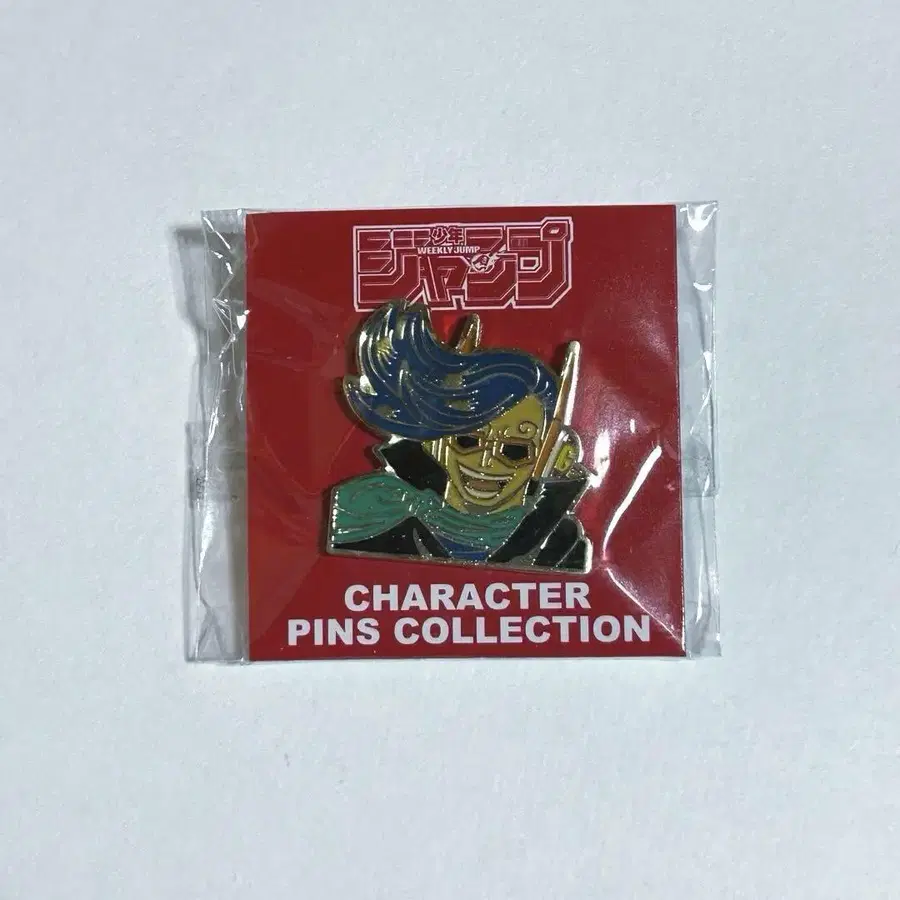 少年
WEEKLY JUMP
ジャンプ
CHARACTER
PINS COLLECTION